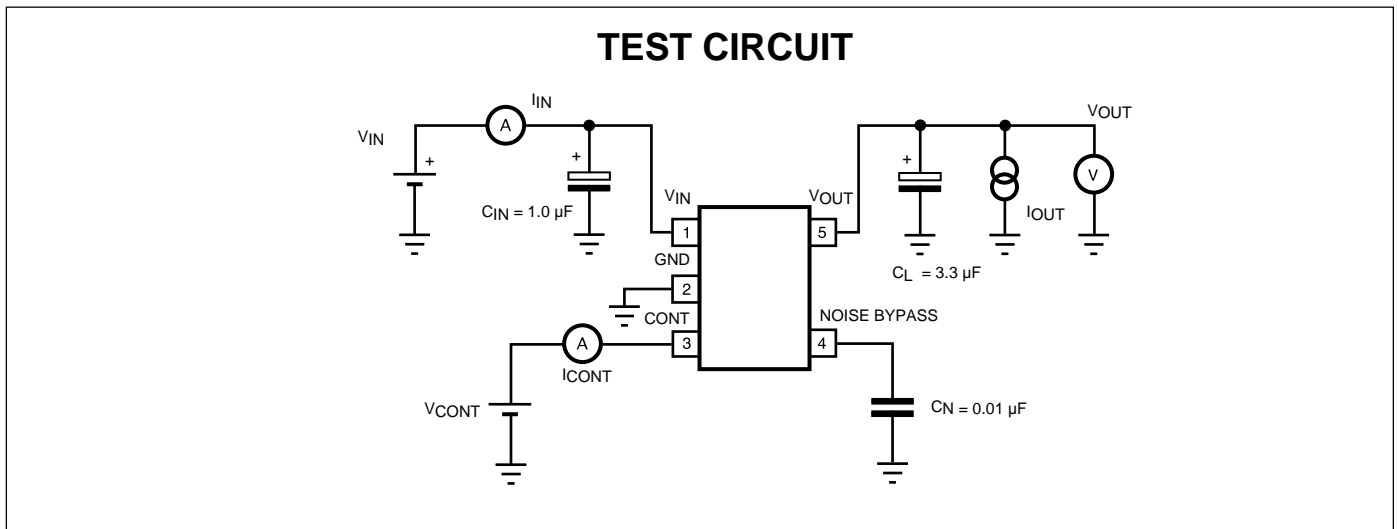 TEST CIRCUIT
IIN
VIN
A
+
+
CIN = 1.0 µF
VIN
1
GND
2
CONT
3
A
ICONT
VCONT
VOUT
VOUT
5
+
CL = 3.3 µF
IOUT
V
NOISE BYPASS
4
CN = 0.01 µF